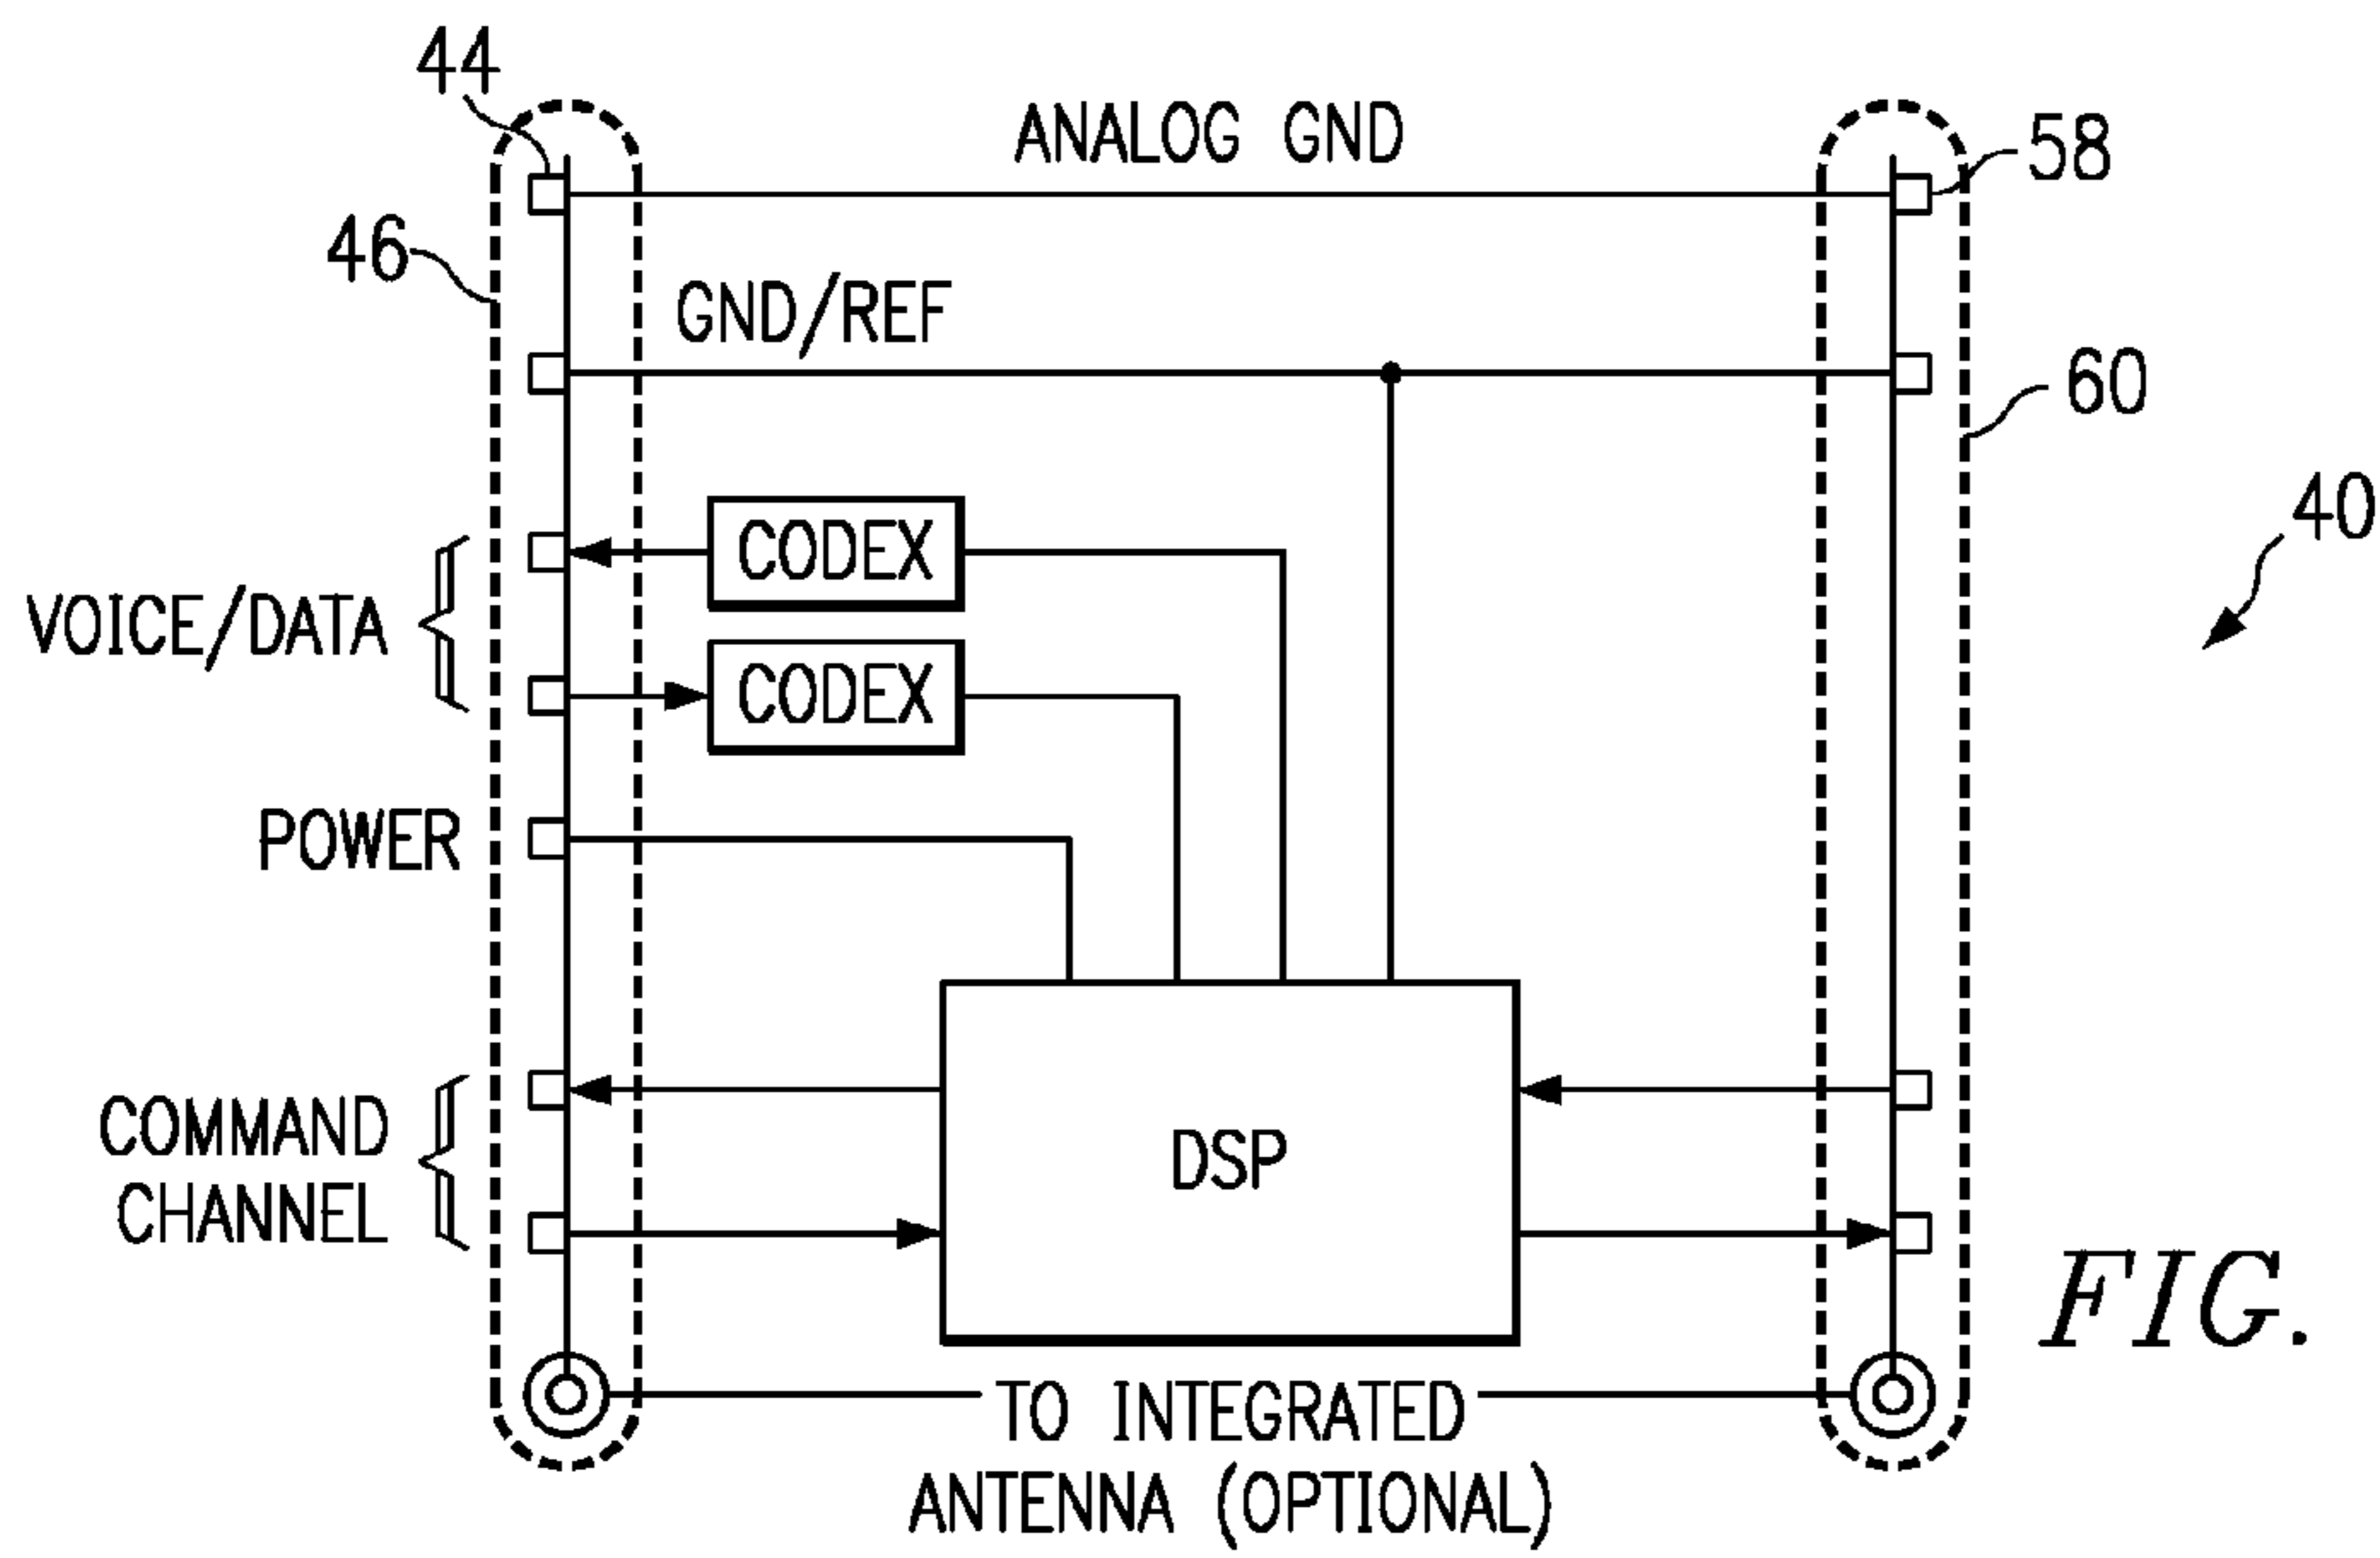 44
ANALOG GND
58
46
GND/REF
60
CODEX
40
VOICE/DATA
CODEX
POWER
COMMAND
CHANNEL
DSP
FIG.
TO INTEGRATED
ANTENNA (OPTIONAL)